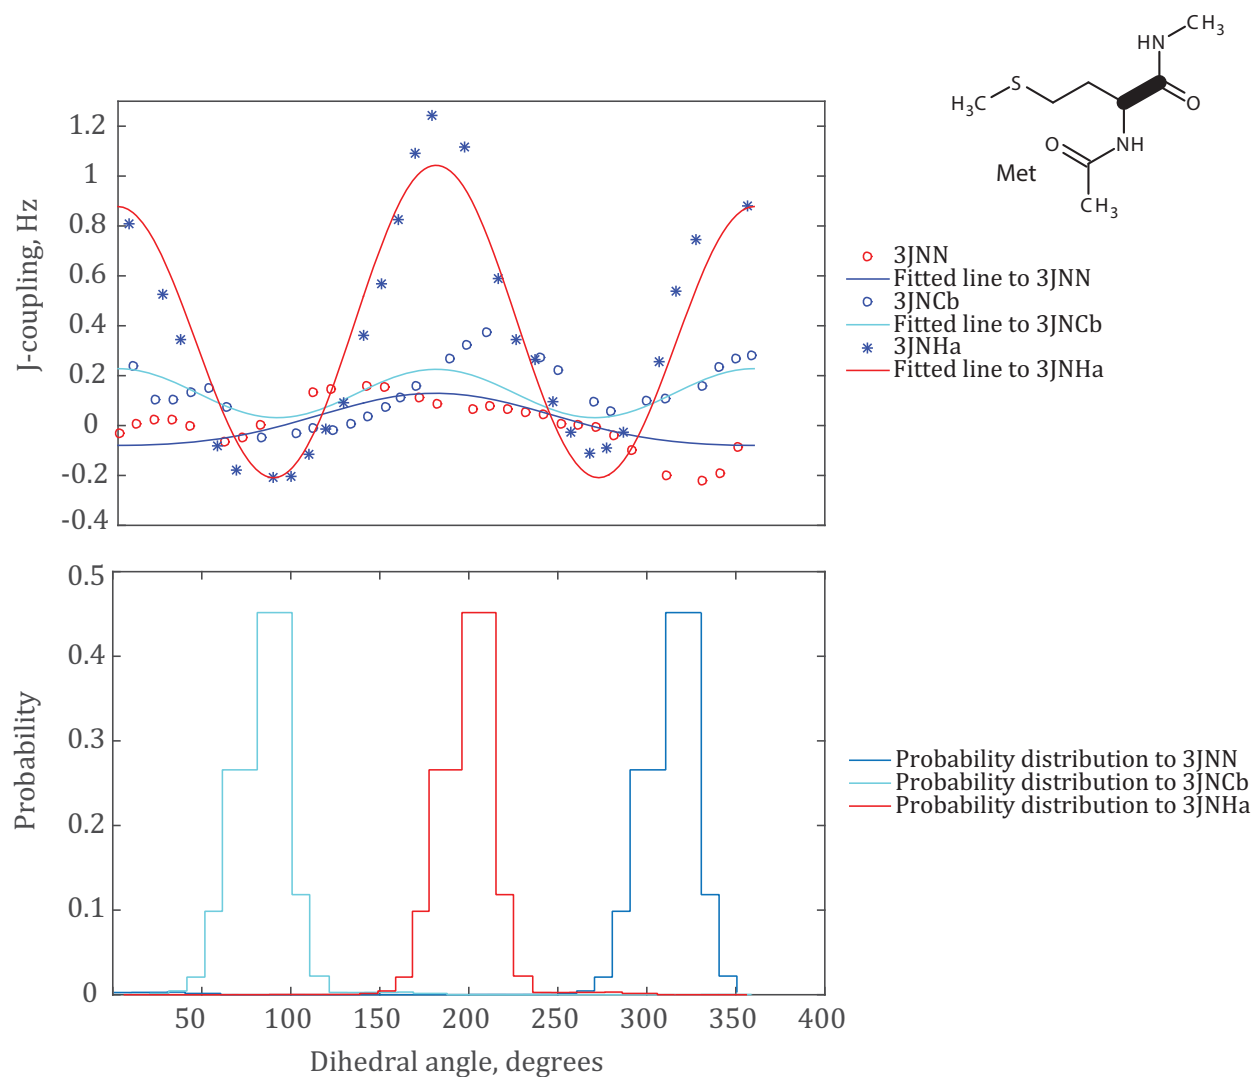 J-coupling, Hz
1.2
1
0.8
0.6
0.4
0.2
0
-0.2
-0.4
HN
CH3
S
H3C
O
NH
O
Met
CH3
3JNN
Fitted line to 3JNN
3JNCb
Fitted line to 3JNCb
3JNHa
Fitted line to 3JNHa
Probability
0.5
0.4
0.3
0.2
0.1
0
50 100 150 200 250 300 350 400
Dihedral angle, degrees
Probability distribution to 3JNN
Probability distribution to 3JNCb
Probability distribution to 3JNHa